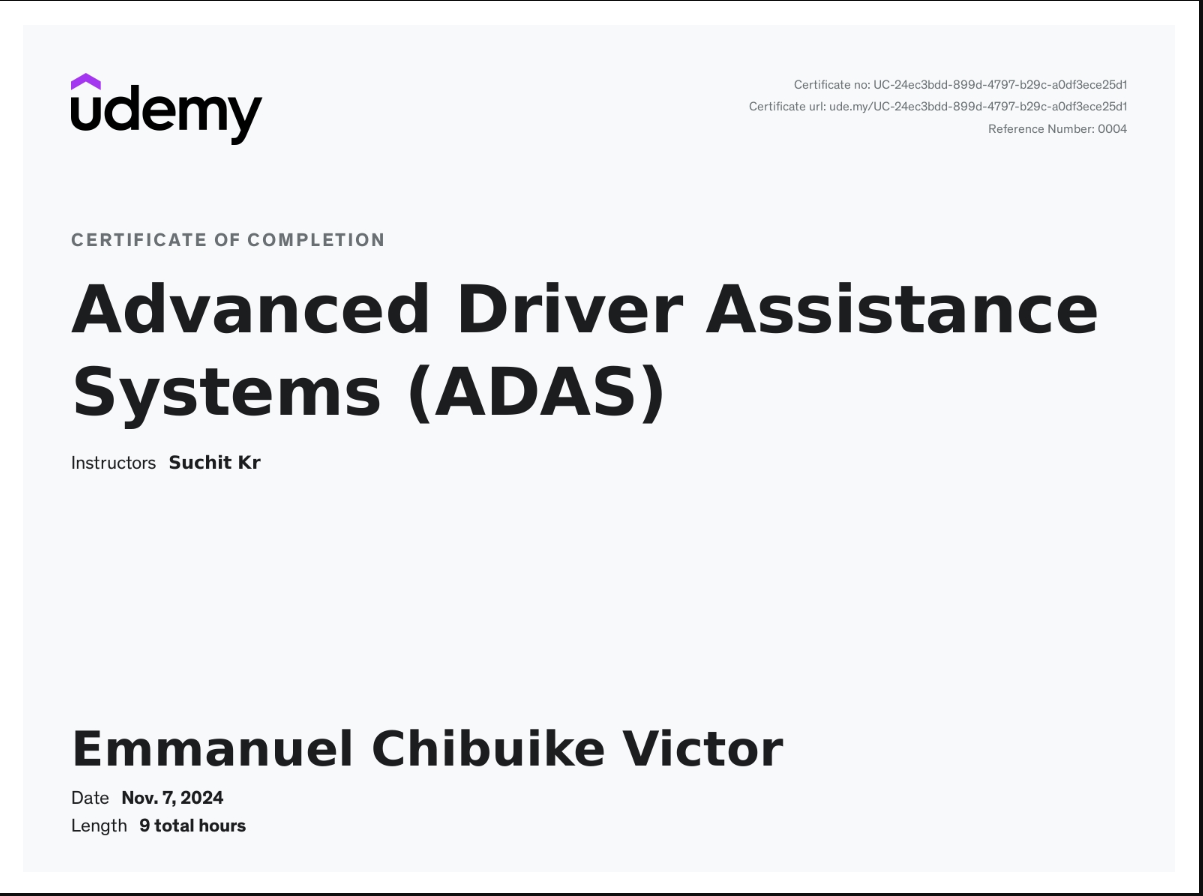 udemy
Certificate no: UC-24ec3bdd-899d-4797-b29c-a0df3ece25d1
Certificate url: ude.my/UC-24ec3bdd-899d-4797-b29c-a0df3ece25d1
Reference Number: 0004
CERTIFICATE OF COMPLETION
Advanced Driver Assistance
Systems (ADAS)
Instructors Suchit Kr
Emmanuel Chibuike Victor
Date Nov. 7, 2024
Length 9 total hours